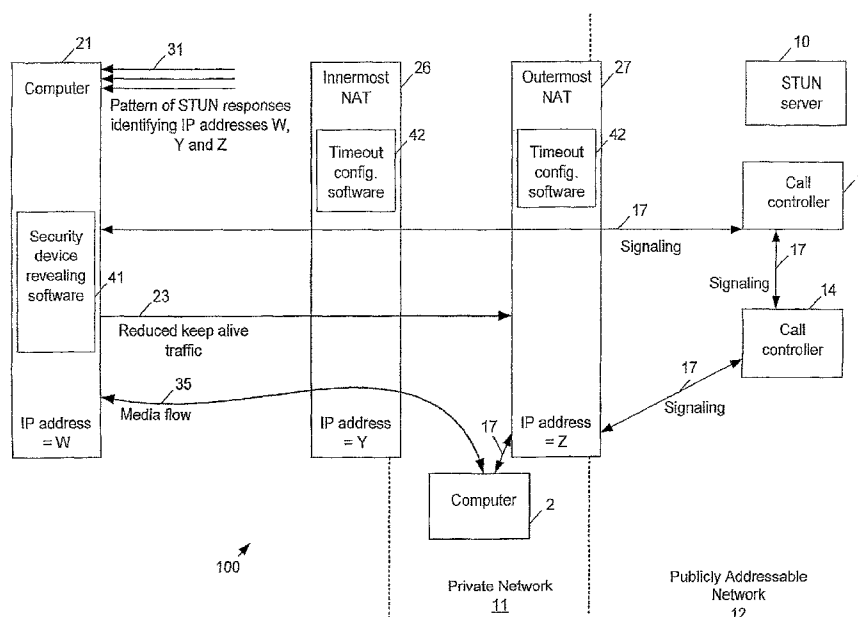 21
31
Computer
Pattern of STUN responses
identifying IP addresses W,
Y and Z
Innermost
NAT
26
42
Timeout
config.
software
Outermost
NAT
27
42
Timeout
config.
software
10
STUN
server
Call
controller
17
Signaling
17
Signaling
14
Call
controller
17
Signaling
Security
device
revealing
software
41
23
Reduced keep alive
traffic
35
Media flow
IP address
= W
IP address
= Y
IP address
= Z
17
Computer
2
100
Private Network
11
Publicly Addressable
Network
12